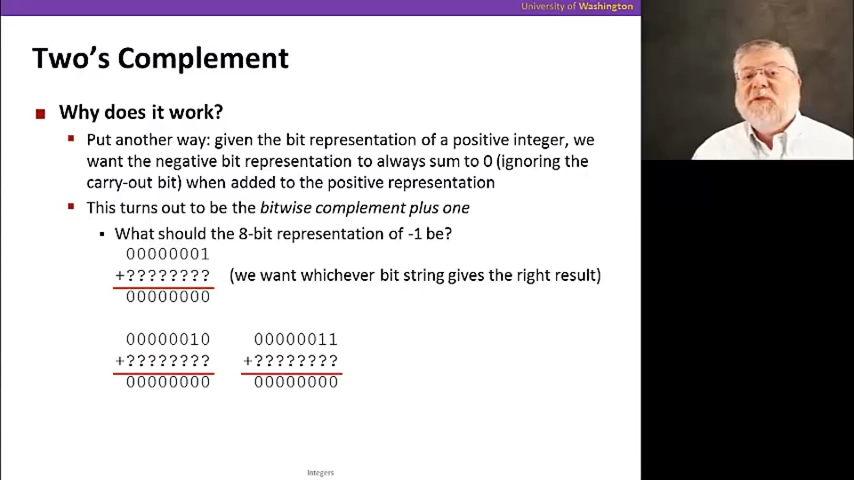 University of Washington
Two's Complement
Why does it work?
Put another way: given the bit representation of a positive integer, we
want the negative bit representation to always sum to 0 (ignoring the
carry-out bit) when added to the positive representation
This turns out to be the bitwise complement plus one
What should the 8-bit representation of -1 be?
00000001
+???????? (we want whichever bit string gives the right result)
00000000
00000010 00000011
+???????? +????????
00000000 00000000
Integers